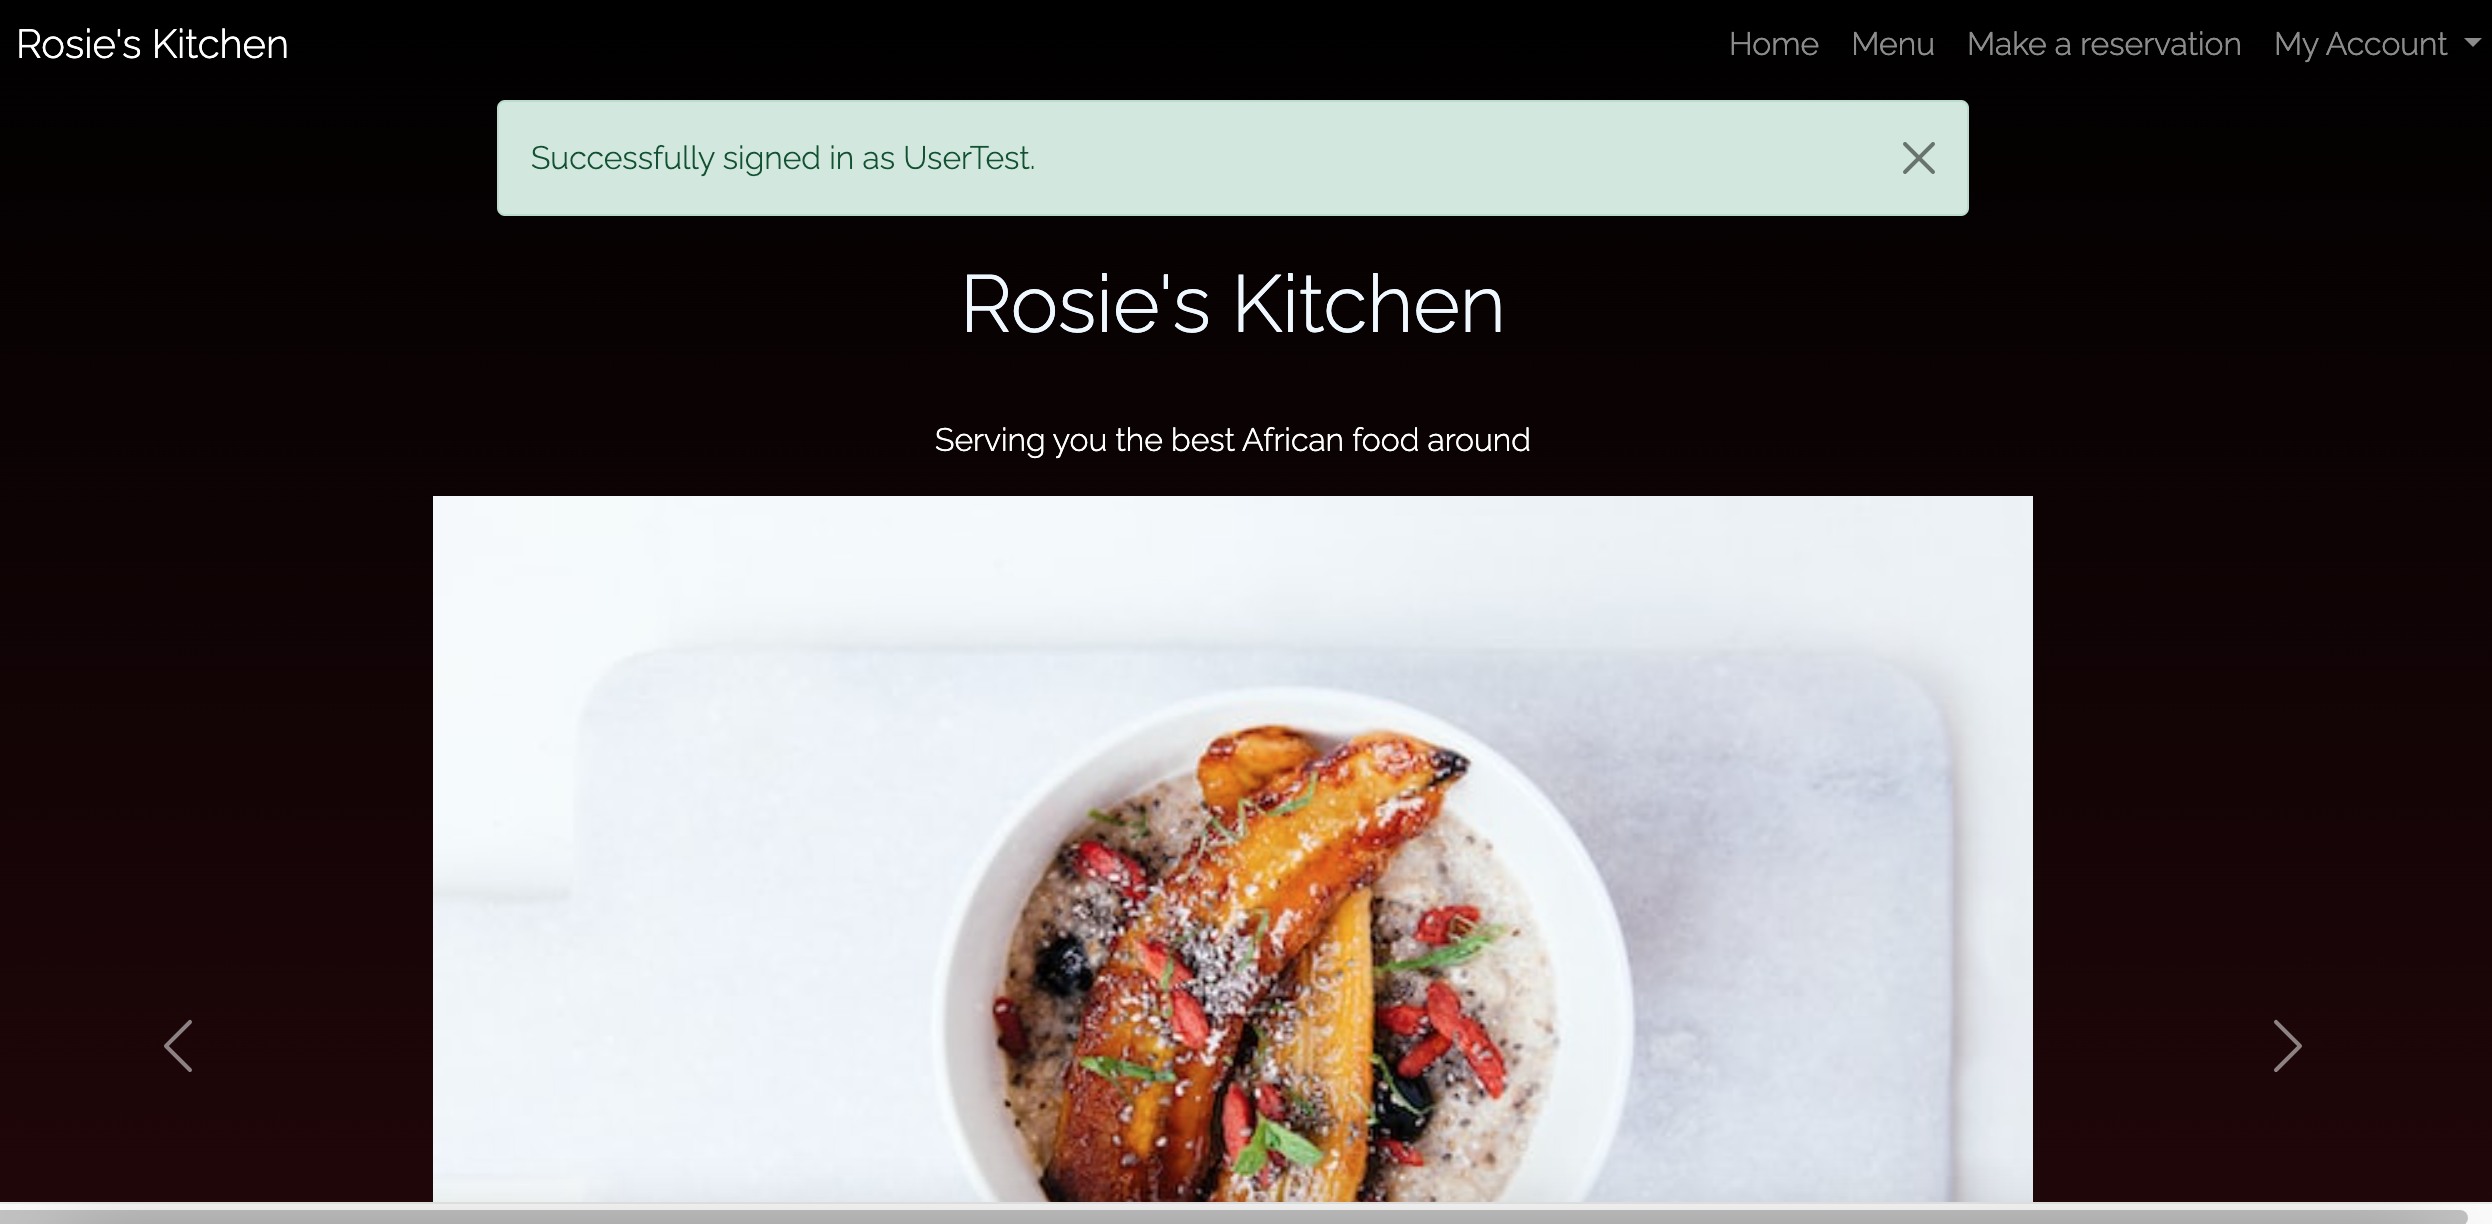 Rosie's Kitchen
Home Menu Make a reservation My Account
Successfully signed in as UserTest.
Rosie's Kitchen
Serving you the best African food around